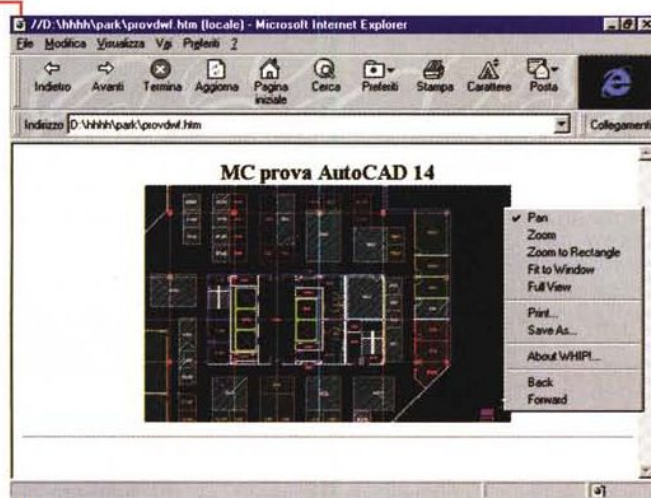 //D:\hhhh\park\provdwf.htm (locale) - Microsoft Internet Explorer
File Modifica Visualizza Vai Preferiti ?
Indietro Avanti Termina Aggiorna Pagina iniziale Cerca Preferiti Stampa Carattere Posta
Indirizzo D:\hhhh\park\provdwf.htm Collegamenti
MC prova AutoCAD 14
Pan
Zoom
Zoom to Rectangle
Fit to Window
Full View
Print...
Save As...
About WHIP!...
Back
Forward